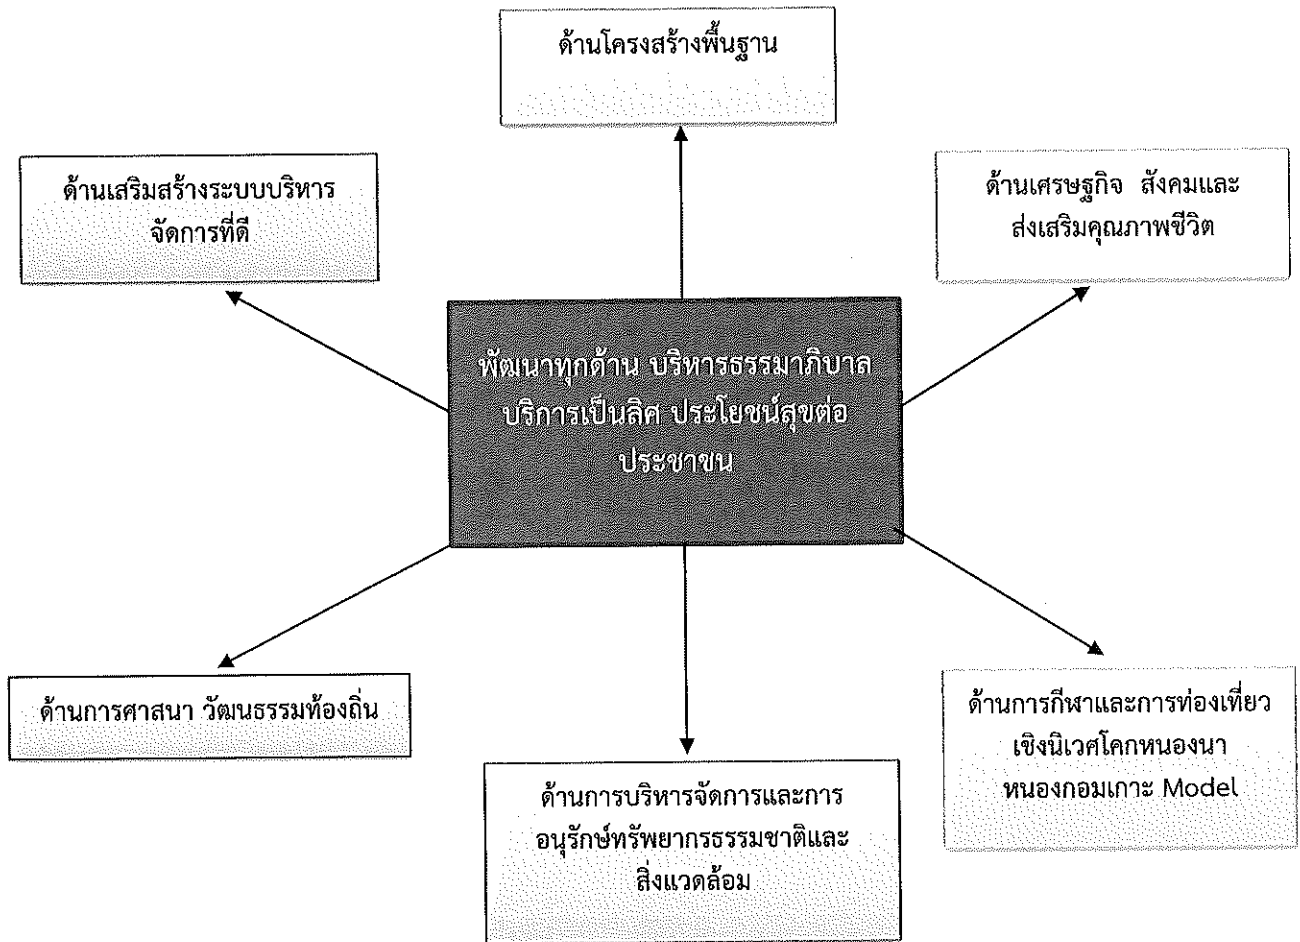 ด้านโครงสร้างพื้นฐาน
ด้านเสริมสร้างระบบบริหาร
จัดการที่ดี
ด้านเศรษฐกิจ สังคมและ
ส่งเสริมคุณภาพชีวิต
พัฒนาทุกด้าน บริหารธรรมาภิบาล
บริการเป็นลิศ ประโยชน์สุขต่อ
ประชาชน
ด้านการศาสนา วัฒนธรรมท้องถิ่น
ด้านการกีฬาและการท่องเที่ยว
เชิงนิเวศโคกหนองนา
หนองกอมเกาะ Model
ด้านการบริหารจัดการและการ
อนุรักษ์ทรัพยากรธรรมชาติและ
สิ่งแวดล้อม